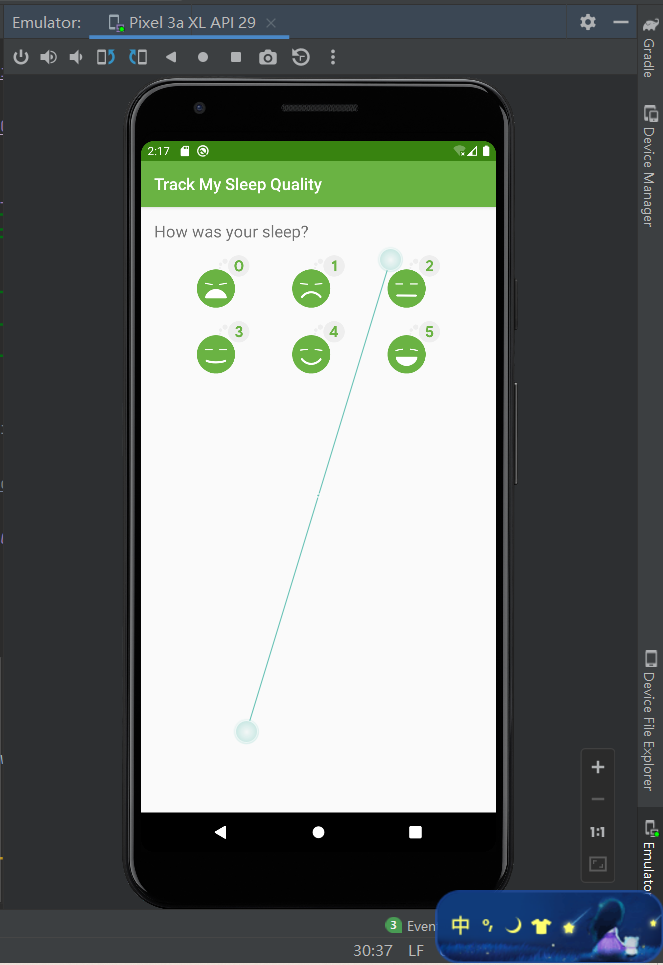 Emulator:
Pixel 3a XL API 29
2:17
Track My Sleep Quality
How was your sleep?
0
1
2
3
4
5
Gradle
Device Manager
Device File Explorer
Emulato
1:1
3 Even
中
30:37 LF